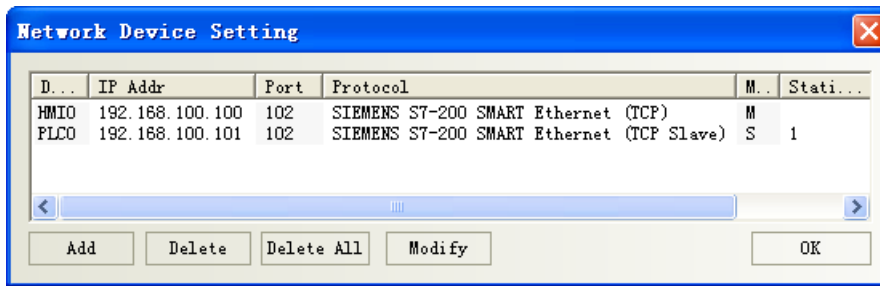 Network Device Setting
D... IP Addr Port Protocol M.. Stati...
HMI0 192.168.100.100 102 SIEMENS S7-200 SMART Ethernet (TCP) M
PLC0 192.168.100.101 102 SIEMENS S7-200 SMART Ethernet (TCP Slave) S 1
Add Delete Delete All Modify OK